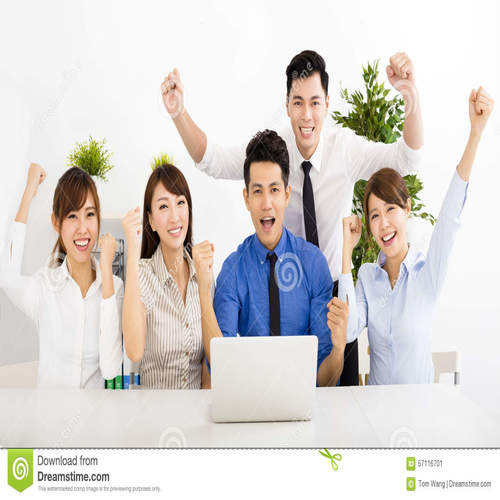 Download from
Dreamstime.com
This watermarked comp image is for previewing purposes only.
57116701
Tom Wang | Dreamstime.com